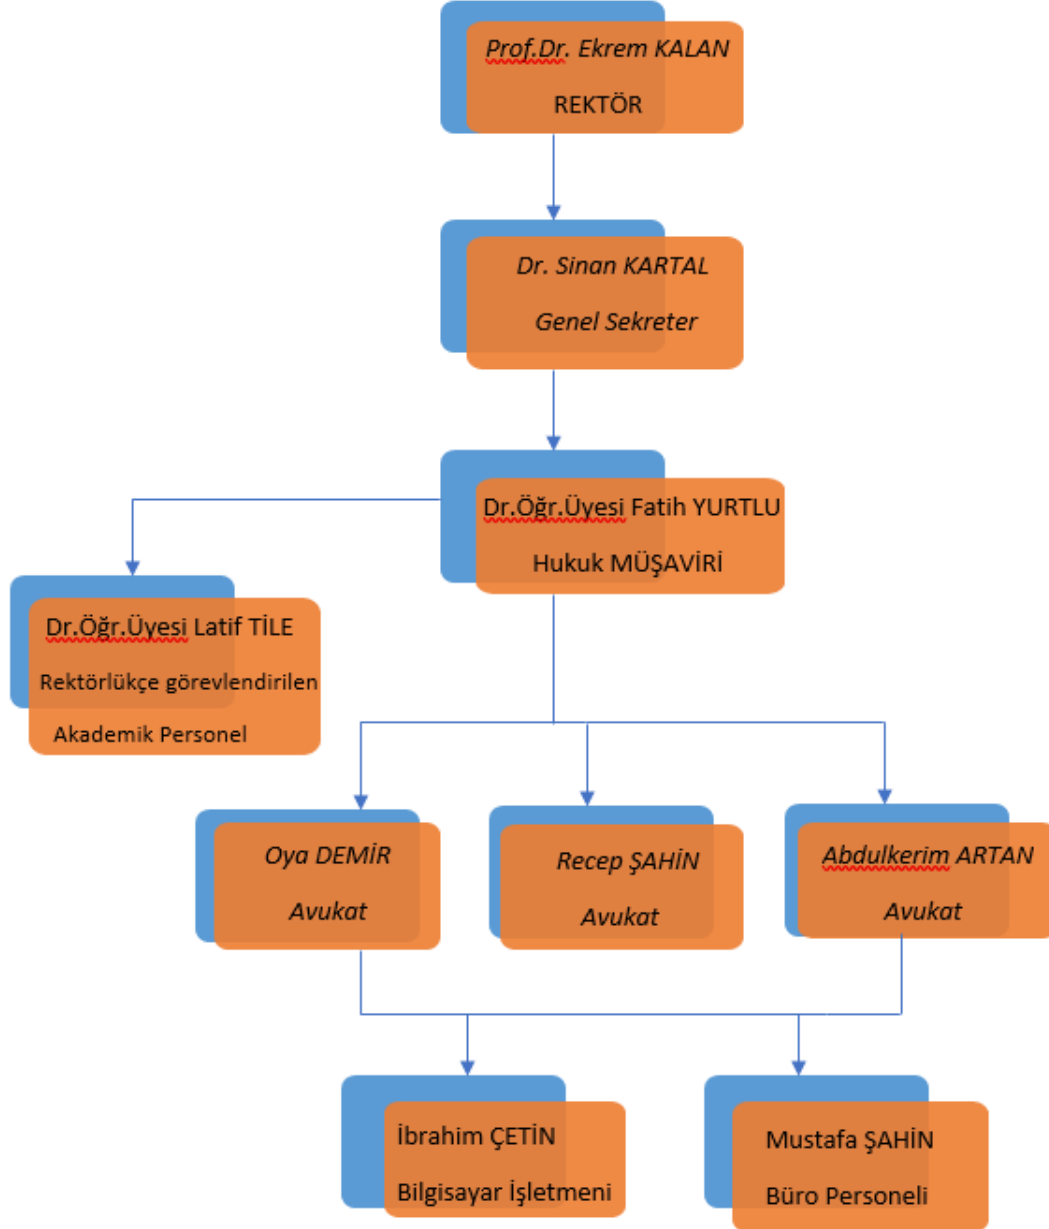 Prof.Dr. Ekrem KALAN
REKTÖR
Dr. Sinan KARTAL
Genel Sekreter
Dr.Öğr.Üyesi Fatih YURTLU
Hukuk MÜŞAVİRİ
Dr.Öğr.Üyesi Latif TİLE
Rektörlükçe görevlendirilen
Akademik Personel
Oya DEMİR
Avukat
Recep ŞAHİN
Avukat
Abdulkerim ARTAN
Avukat
İbrahim ÇETİN
Bilgisayar İşletmeni
Mustafa ŞAHİN
Büro Personeli